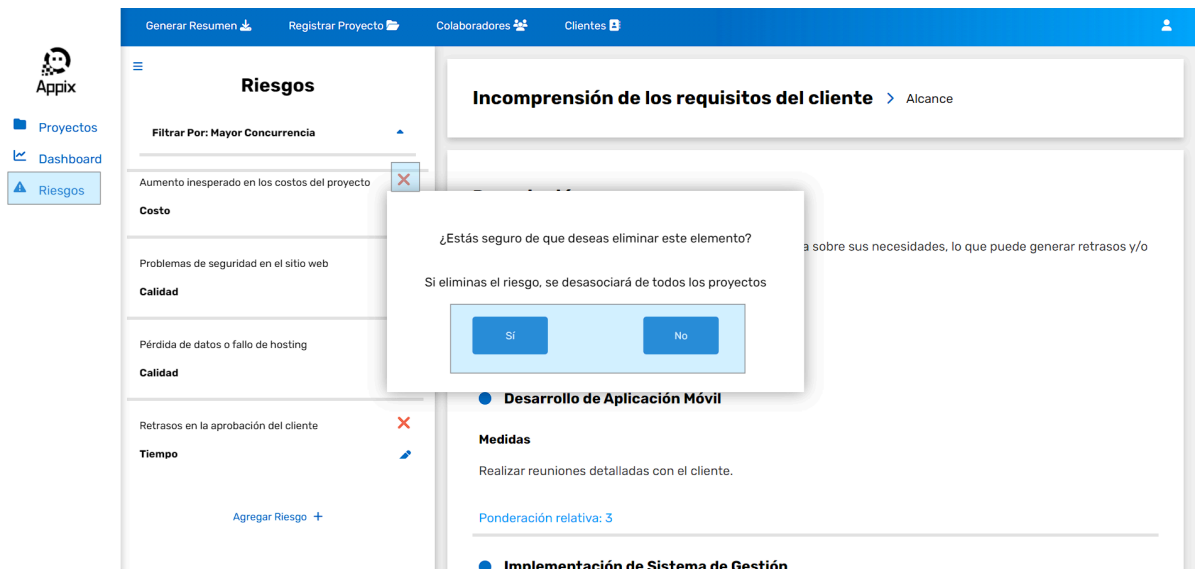 Generar Resumen
Registrar Proyecto
Colaboradores
Clientes
Appix
Proyectos
Dashboard
Riesgos
Riesgos
Filtrar Por: Mayor Concurrencia
Aumento inesperado en los costos del proyecto
Costo
Problemas de seguridad en el sitio web
Calidad
Pérdida de datos o fallo de hosting
Calidad
Retrasos en la aprobación del cliente
Tiempo
Agregar Riesgo +
Incomprensión de los requisitos del cliente > Alcance
a sobre sus necesidades, lo que puede generar retrasos y/o
¿Estás seguro de que deseas eliminar este elemento?
Si eliminas el riesgo, se desasociará de todos los proyectos
Sí
No
Desarrollo de Aplicación Móvil
Medidas
Realizar reuniones detalladas con el cliente.
Ponderación relativa: 3
Implementación de Sistema de Gestión